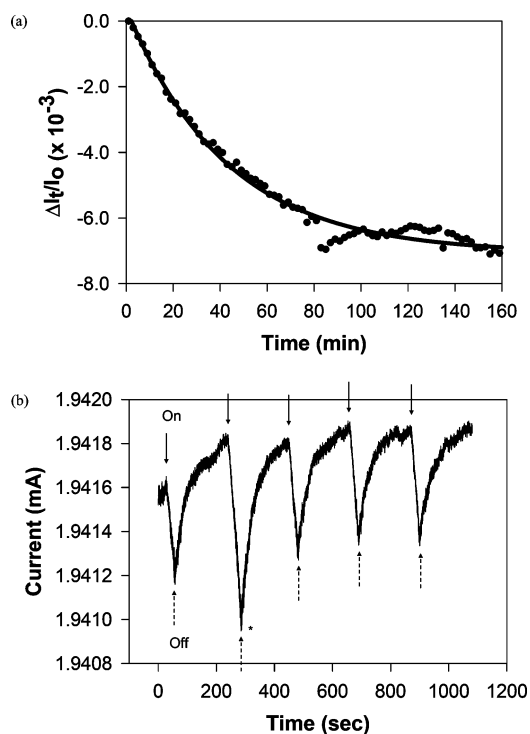 (a)
0.0
-2.0
-4.0
-6.0
-8.0
ΔIt/Io (x 10-3)
0 20 40 60 80 100 120 140 160
Time (min)
(b)
1.9420
1.9418
1.9416
1.9414
1.9412
1.9410
1.9408
Current (mA)
On
Off
*
0 200 400 600 800 1000 1200
Time (sec)